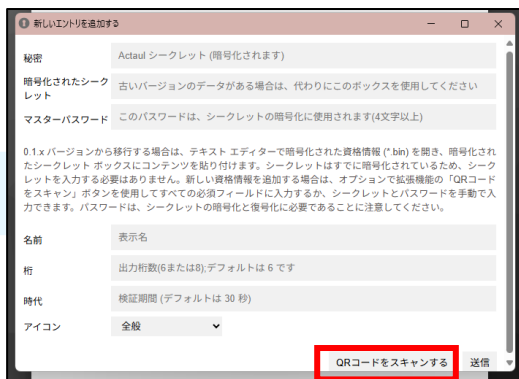 新しいエントリを追加する
秘密
Actaul シークレット (暗号化されます)
暗号化されたシーク
レット
古いバージョンのデータがある場合は、代わりにこのボックスを使用してください
マスターパスワード
このパスワードは、シークレットの暗号化に使用されます(4文字以上)
0.1.x バージョンから移行する場合は、テキスト エディターで暗号化された資格情報 (*.bin) を開き、暗号化され
たシークレット ボックスにコンテンツを貼り付けます。シークレットはすでに暗号化されているため、シーク
レットを入力する必要はありません。新しい資格情報を追加する場合は、オプションで拡張機能の「QRコード
をスキャン」ボタンを使用してすべての必須フィールドに入力するか、シークレットとパスワードを手動で入
力できます。パスワードは、シークレットの暗号化と復号化に必要であることに注意してください。
名前
表示名
桁
出力桁数(6または8);デフォルトは 6 です
時代
検証期間 (デフォルトは 30 秒)
アイコン
全般
QRコードをスキャンする
送信